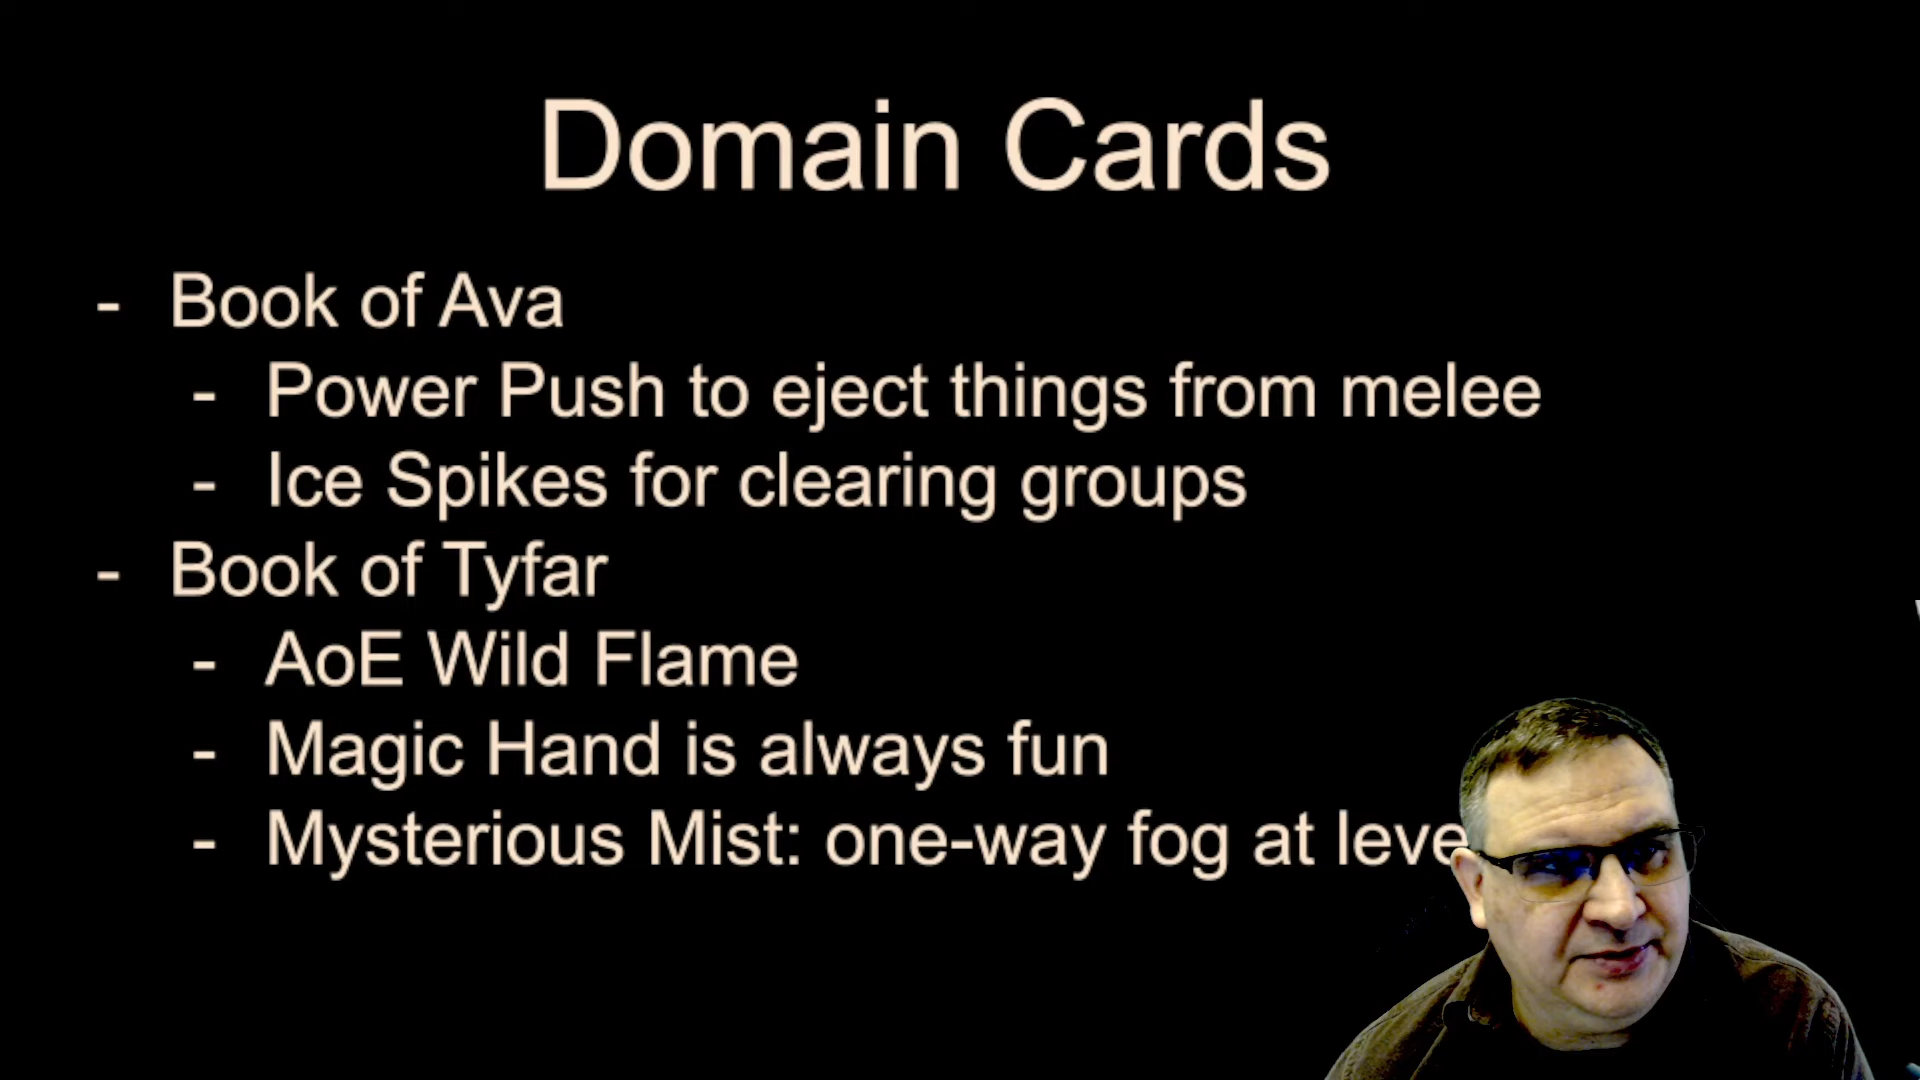 Domain Cards
- Book of Ava
- Power Push to eject things from melee
- Ice Spikes for clearing groups
- Book of Tyfar
- AoE Wild Flame
- Magic Hand is always fun
- Mysterious Mist: one-way fog at